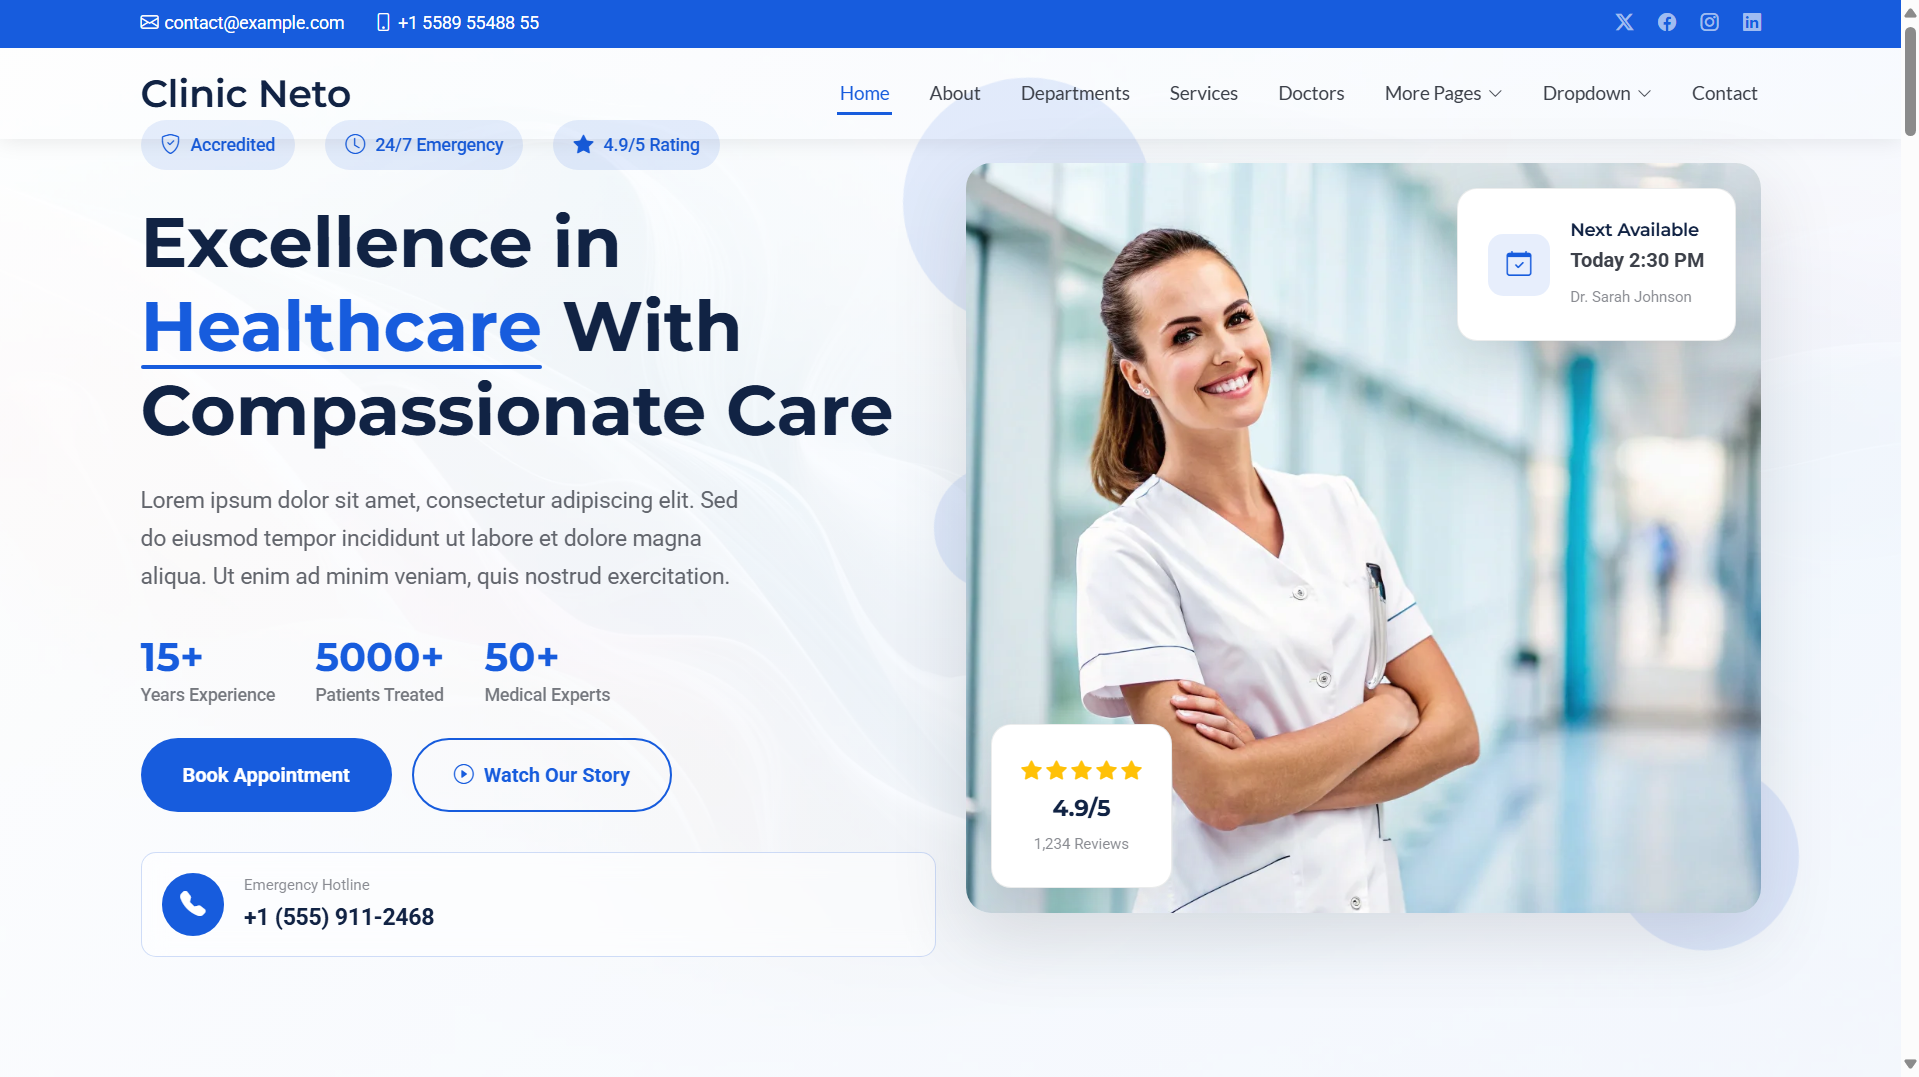 contact@example.com +1 5589 55488 55
Clinic Neto
Home About Departments Services Doctors More Pages Dropdown Contact
Accredited 24/7 Emergency 4.9/5 Rating
Excellence in
Healthcare With
Compassionate Care
Lorem ipsum dolor sit amet, consectetur adipiscing elit. Sed
do eiusmod tempor incididunt ut labore et dolore magna
aliqua. Ut enim ad minim veniam, quis nostrud exercitation.
15+ 5000+ 50+
Years Experience Patients Treated Medical Experts
Book Appointment Watch Our Story
Emergency Hotline
+1 (555) 911-2468
Next Available
Today 2:30 PM
Dr. Sarah Johnson
4.9/5
1,234 Reviews